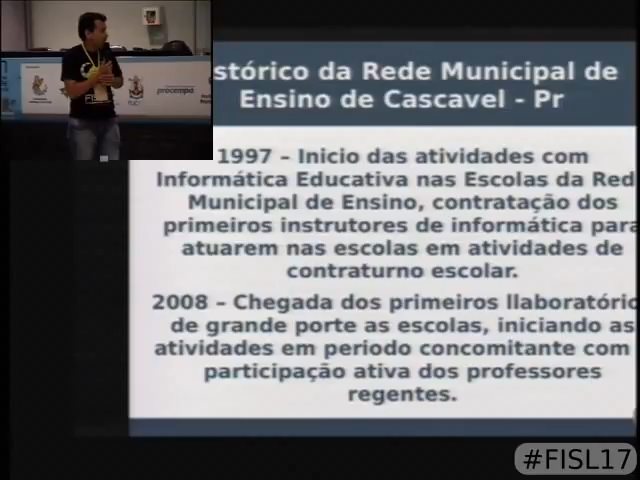 stórico da Rede Municipal de
Ensino de Cascavel - Pr
1997 – Inicio das atividades com
Informática Educativa nas Escolas da Red
Municipal de Ensino, contratação dos
primeiros instrutores de informática para
atuarem nas escolas em atividades de
contraturno escolar.
2008 – Chegada dos primeiros llaboratório
de grande porte as escolas, iniciando as
atividades em periodo concomitante com
participação ativa dos professores
regentes.
procempa
#FISL17